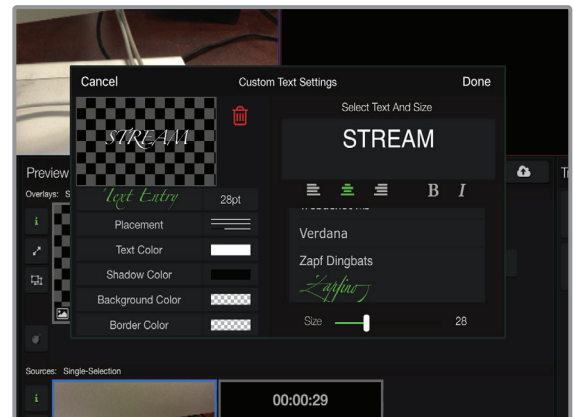 Cancel
Custom Text Settings
Done
STREAM
Select Text And Size
STREAM
B I
Text Entry
28pt
Placement
Text Color
Shadow Color
Background Color
Border Color
Verdana
Zapf Dingbats
Zapfino
Size
28
Preview
Overlays: S
Tr
Sources: Single-Selection
00:00:29